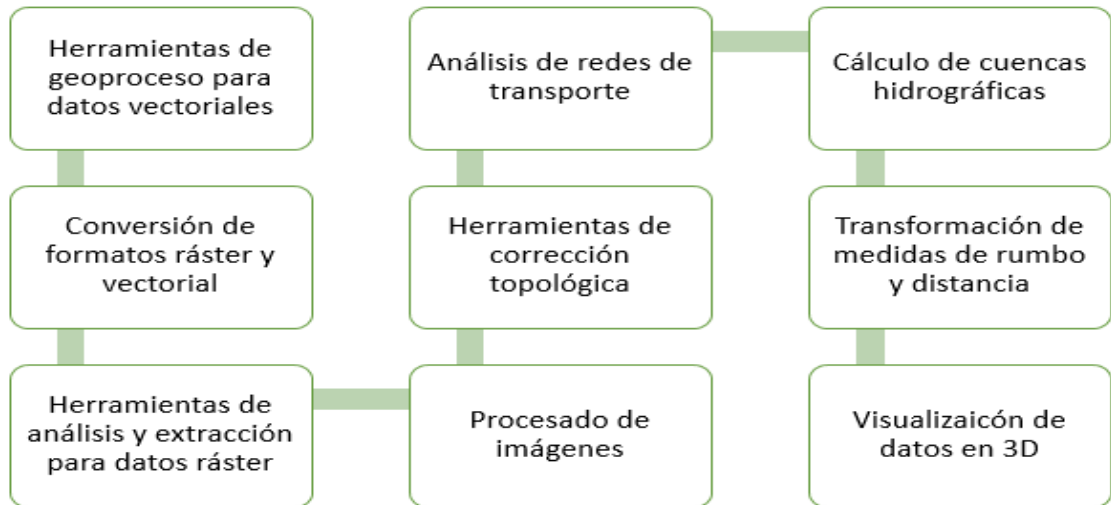 Herramientas de
geoproceso para
datos vectoriales
Conversión de
formatos ráster y
vectorial
Herramientas de
análisis y extracción
para datos ráster
Procesado de
imágenes
Herramientas de
corrección
topológica
Análisis de redes de
transporte
Cálculo de cuencas
hidrográficas
Transformación de
medidas de rumbo
y distancia
Visualizaicón de
datos en 3D